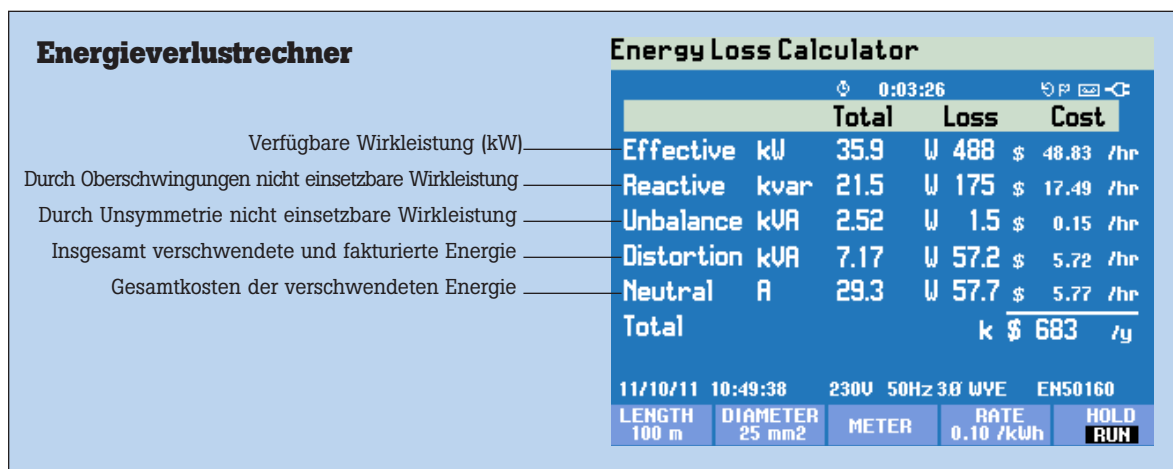 Energieverlustrechner
Verfügbare Wirkleistung (kW)
Durch Oberschwingungen nicht einsetzbare Wirkleistung
Durch Unsymmetrie nicht einsetzbare Wirkleistung
Insgesamt verschwendete und fakturierte Energie
Gesamtkosten der verschwendeten Energie
Energy Loss Calculator
0:03:26
Total Loss Cost
Effective kW 35.9 W 488 $ 48.83 /hr
Reactive kvar 21.5 W 175 $ 17.49 /hr
Unbalance kVA 2.52 W 1.5 $ 0.15 /hr
Distortion kVA 7.17 W 57.2 $ 5.72 /hr
Neutral A 29.3 W 57.7 $ 5.77 /hr
Total k $ 683 /y
11/10/11 10:49:38 230V 50Hz 3Ø WYE EN50160
LENGTH DIAMETER METER RATE HOLD
100 m 25 mm2 0.10 /kWh RUN